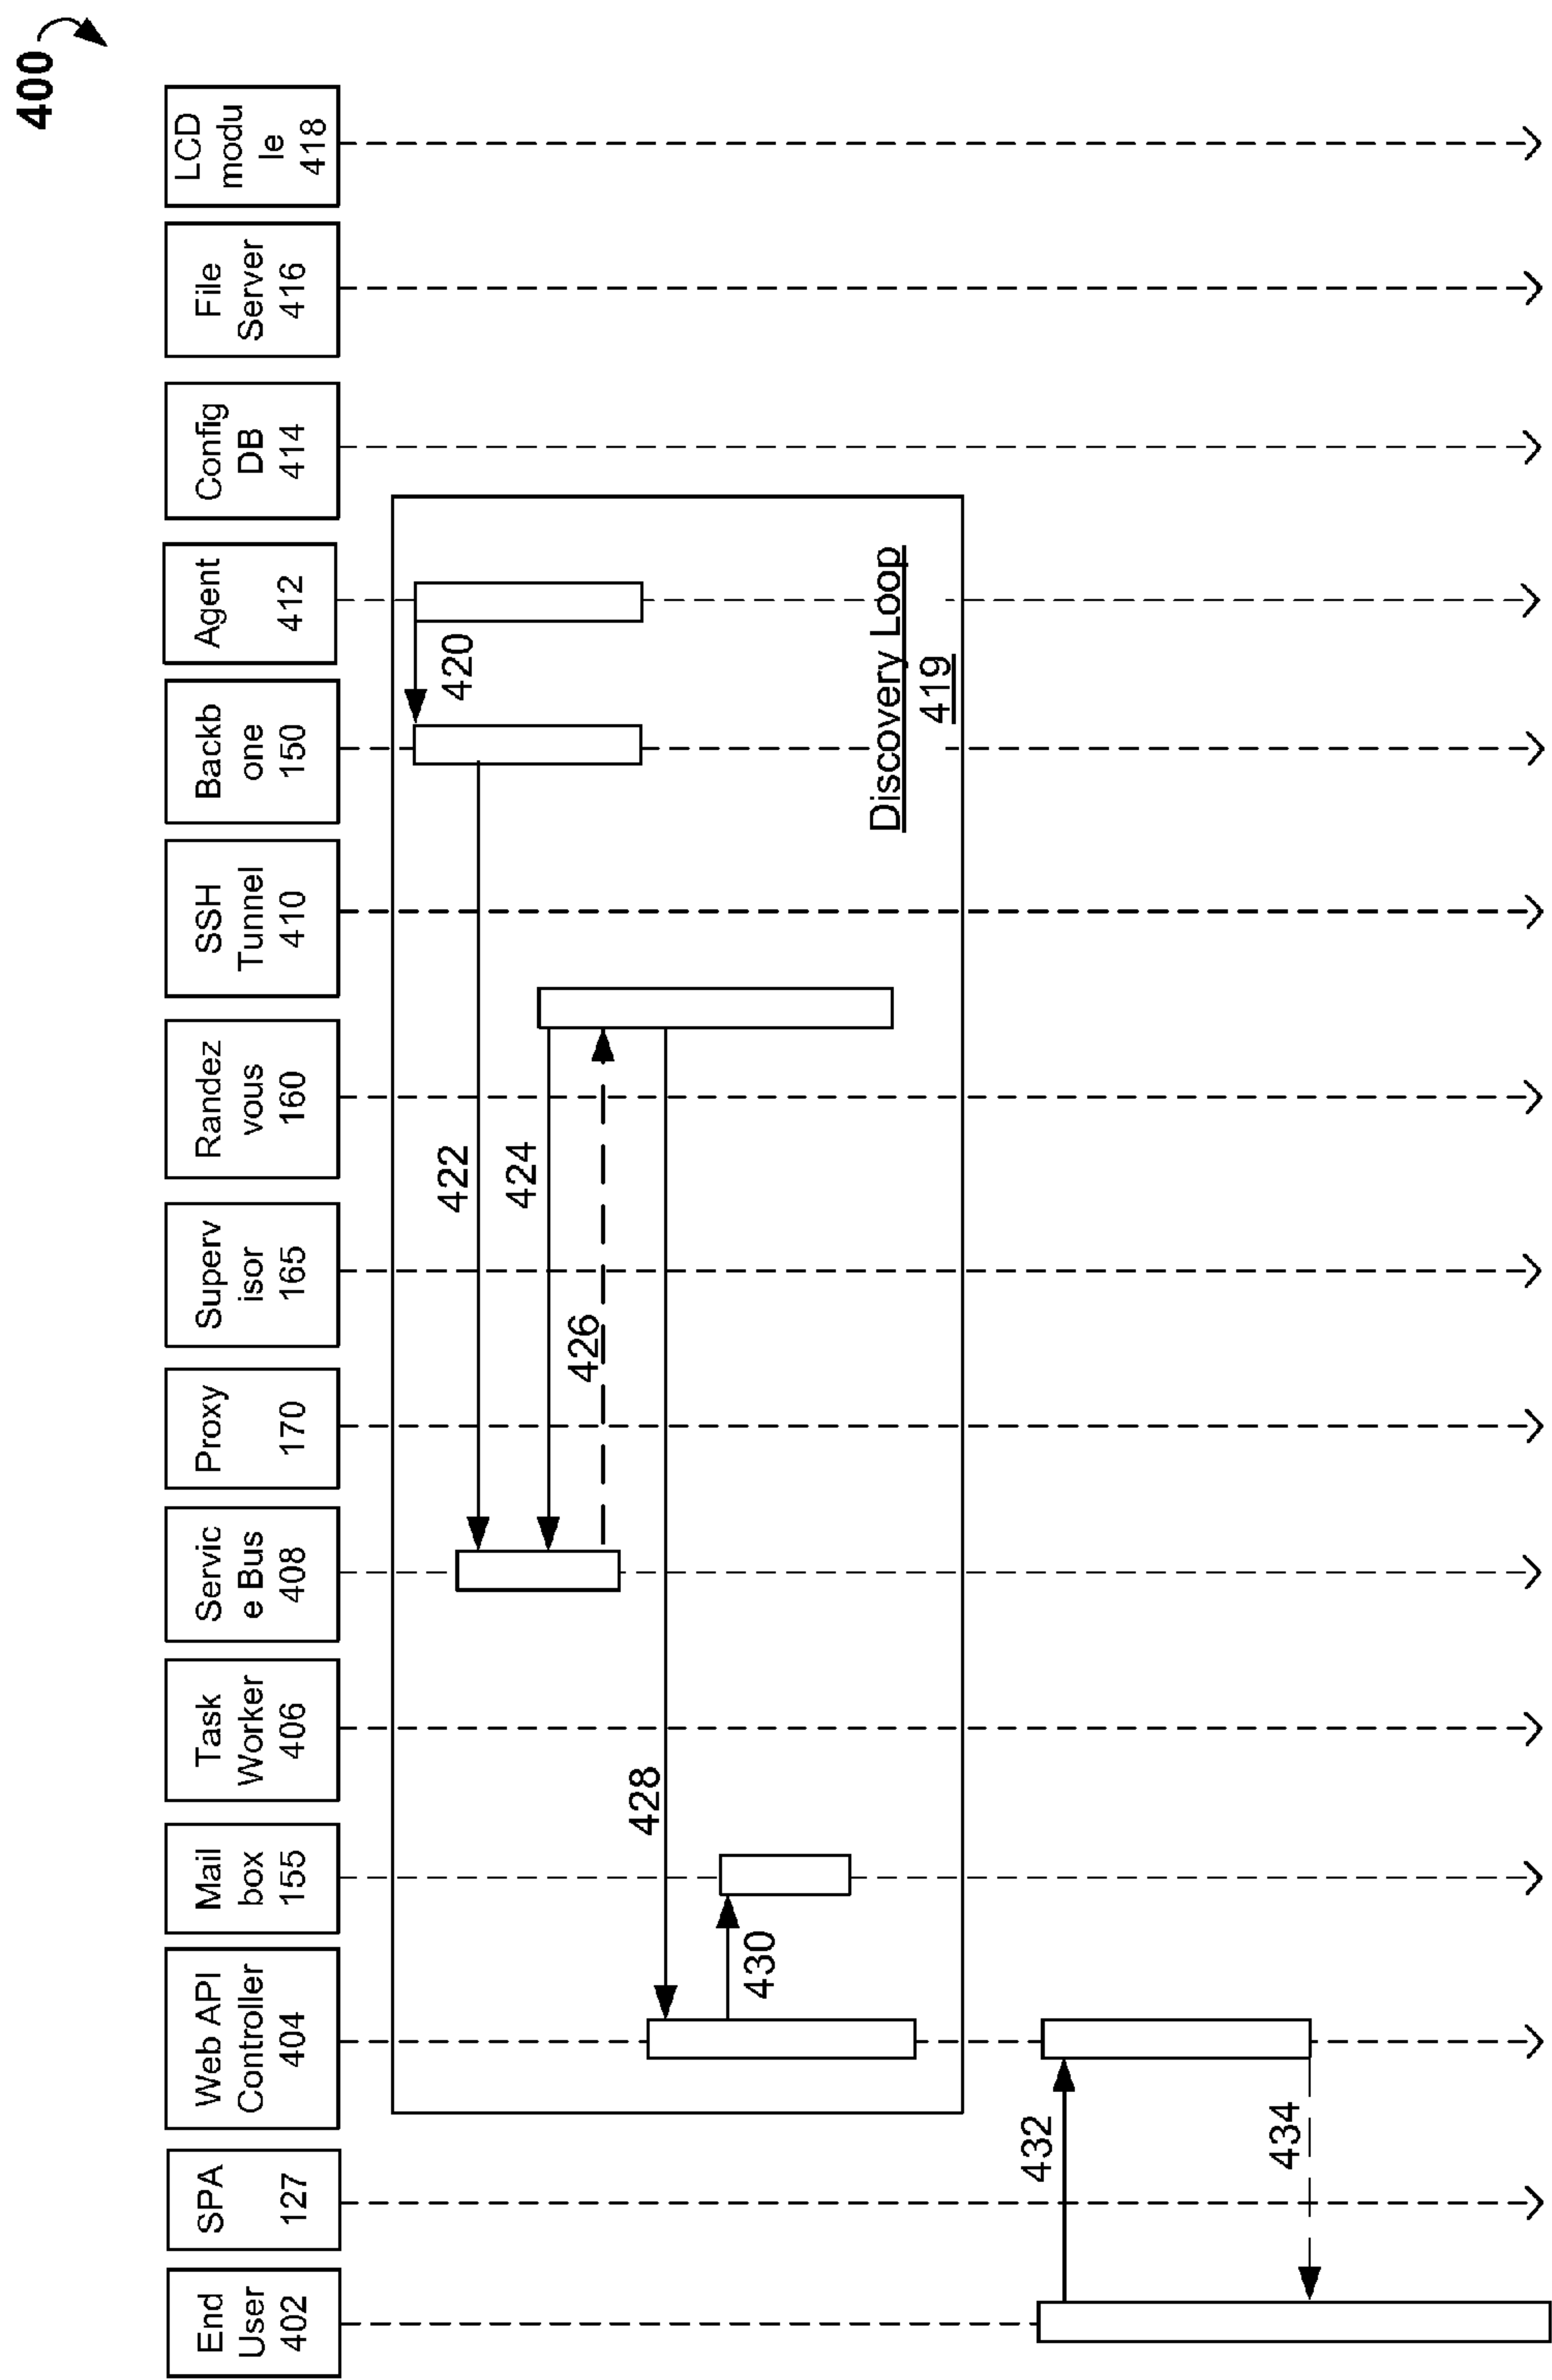 400
End
User
402
SPA
127
Web API
Controller
404
Mail
box
155
Task
Worker
406
Servic
e Bus
408
Proxy
170
Superv
isor
165
Randez
vous
160
SSH
Tunnel
410
Backb
one
150
Agent
412
Config
DB
414
File
Server
416
LCD
modu
le
418
420
422
424
426
428
430
Discovery Loop
419
432
434